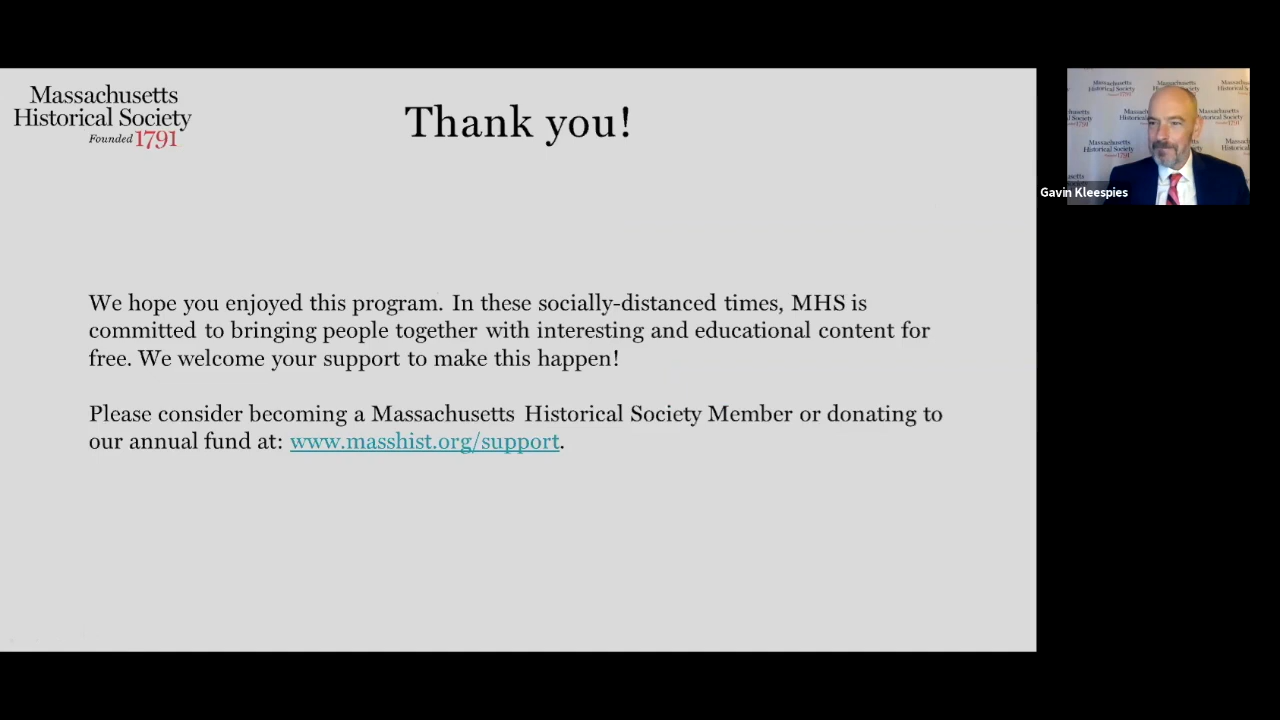 Massachusetts
Historical Society
Founded 1791
Thank you!
We hope you enjoyed this program. In these socially-distanced times, MHS is
committed to bringing people together with interesting and educational content for
free. We welcome your support to make this happen!
Please consider becoming a Massachusetts Historical Society Member or donating to
our annual fund at: www.masshist.org/support.
Gavin Kleespies
Massachusetts
Historical Society